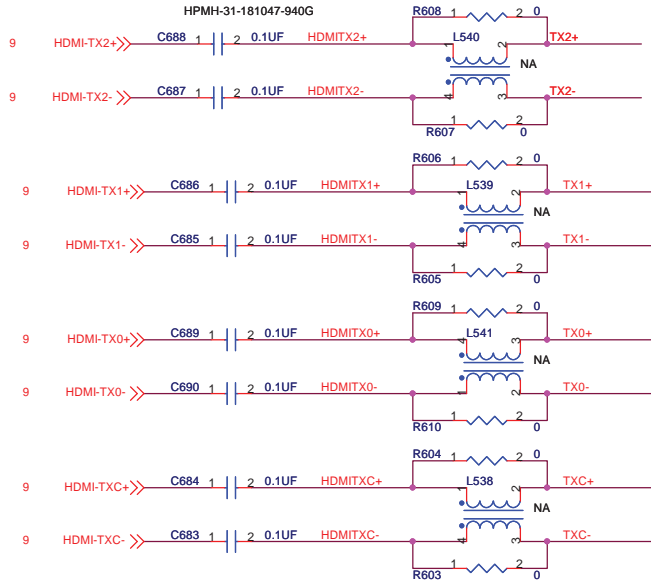 HPMH-31-181047-940G
R608 1 2 0
9 HDMI-TX2+ C688 1 2 0.1UF HDMITX2+ 1 L540 2 TX2+
NA
9 HDMI-TX2- C687 1 2 0.1UF HDMITX2- 4 3 TX2-
R607 1 2 0
R606 1 2 0
9 HDMI-TX1+ C686 1 2 0.1UF HDMITX1+ 1 L539 2 TX1+
NA
9 HDMI-TX1- C685 1 2 0.1UF HDMITX1- 4 3 TX1-
R605 1 2 0
R609 1 2 0
9 HDMI-TX0+ C689 1 2 0.1UF HDMITX0+ 4 L541 3 TX0+
NA
9 HDMI-TX0- C690 1 2 0.1UF HDMITX0- 1 2 TX0-
R610 1 2 0
R604 1 2 0
9 HDMI-TXC+ C684 1 2 0.1UF HDMITXC+ 1 L538 2 TXC+
NA
9 HDMI-TXC- C683 1 2 0.1UF HDMITXC- 4 3 TXC-
R603 1 2 0